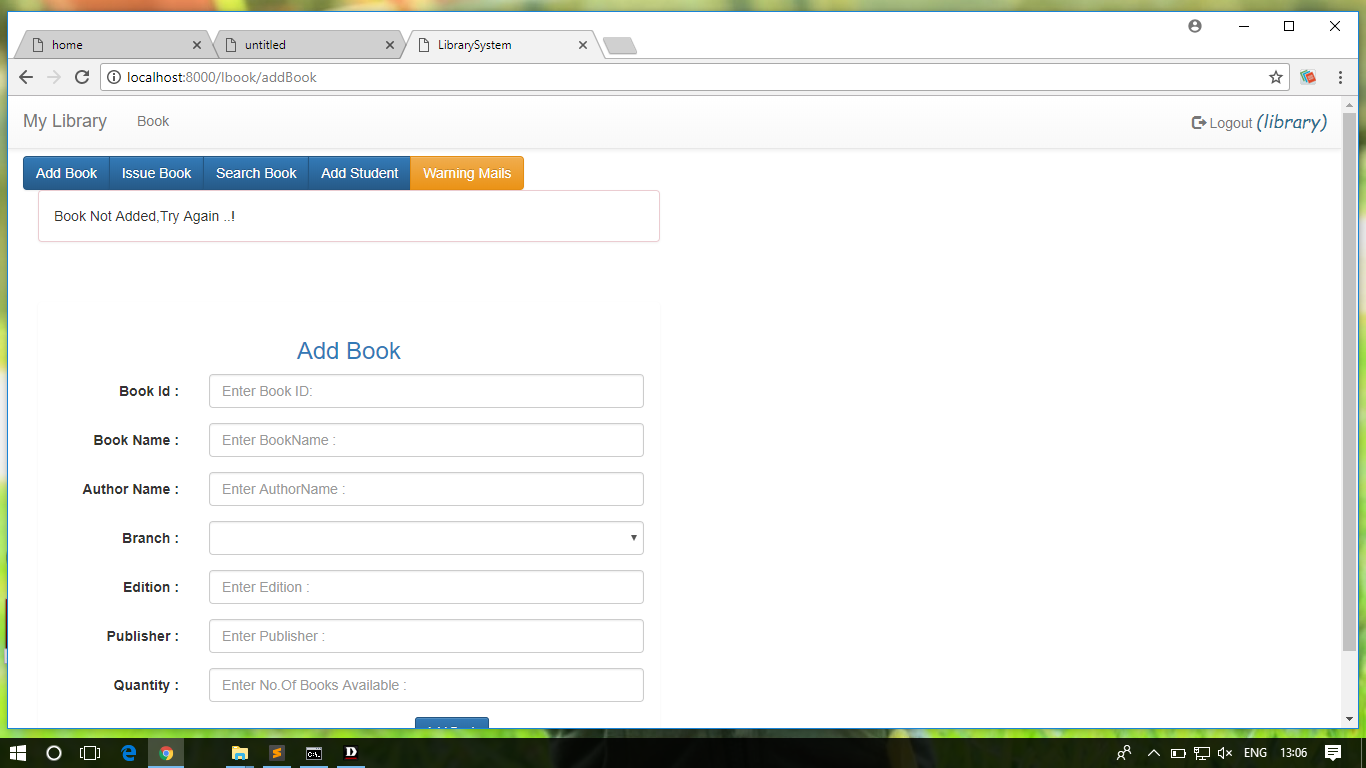 home
untitled
LibrarySystem
localhost:8000/lbook/addBook
My Library Book Logout (library)
Add Book Issue Book Search Book Add Student Warning Mails
Book Not Added,Try Again ..!
Add Book
Book Id : Enter Book ID:
Book Name : Enter BookName :
Author Name : Enter AuthorName :
Branch :
Edition : Enter Edition :
Publisher : Enter Publisher :
Quantity : Enter No.Of Books Available :
ENG 13:06